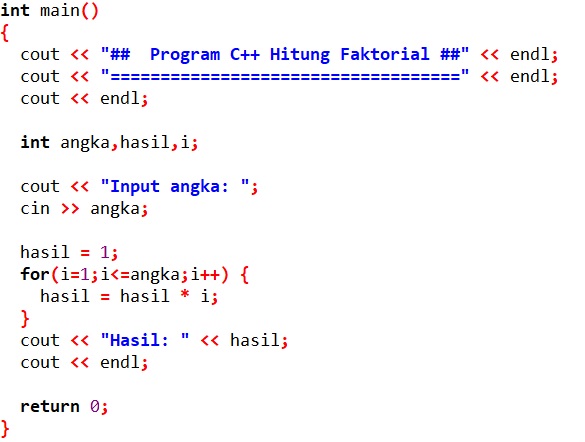 int main()
{
  cout << "##  Program C++ Hitung Faktorial ##" << endl;
  cout << "===================================" << endl;
  cout << endl;

  int angka,hasil,i;

  cout << "Input angka: ";
  cin >> angka;

  hasil = 1;
  for(i=1;i<=angka;i++) {
    hasil = hasil * i;
  }
  cout << "Hasil: " << hasil;
  cout << endl;

  return 0;
}